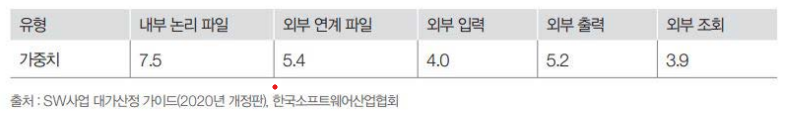 유형 내부 논리 파일 외부 연계 파일 외부 입력 외부 출력 외부 조회
가중치 7.5 5.4 4.0 5.2 3.9
출처 : SW사업 대가산정 가이드(2020년 개정판), 한국소프트웨어산업협회